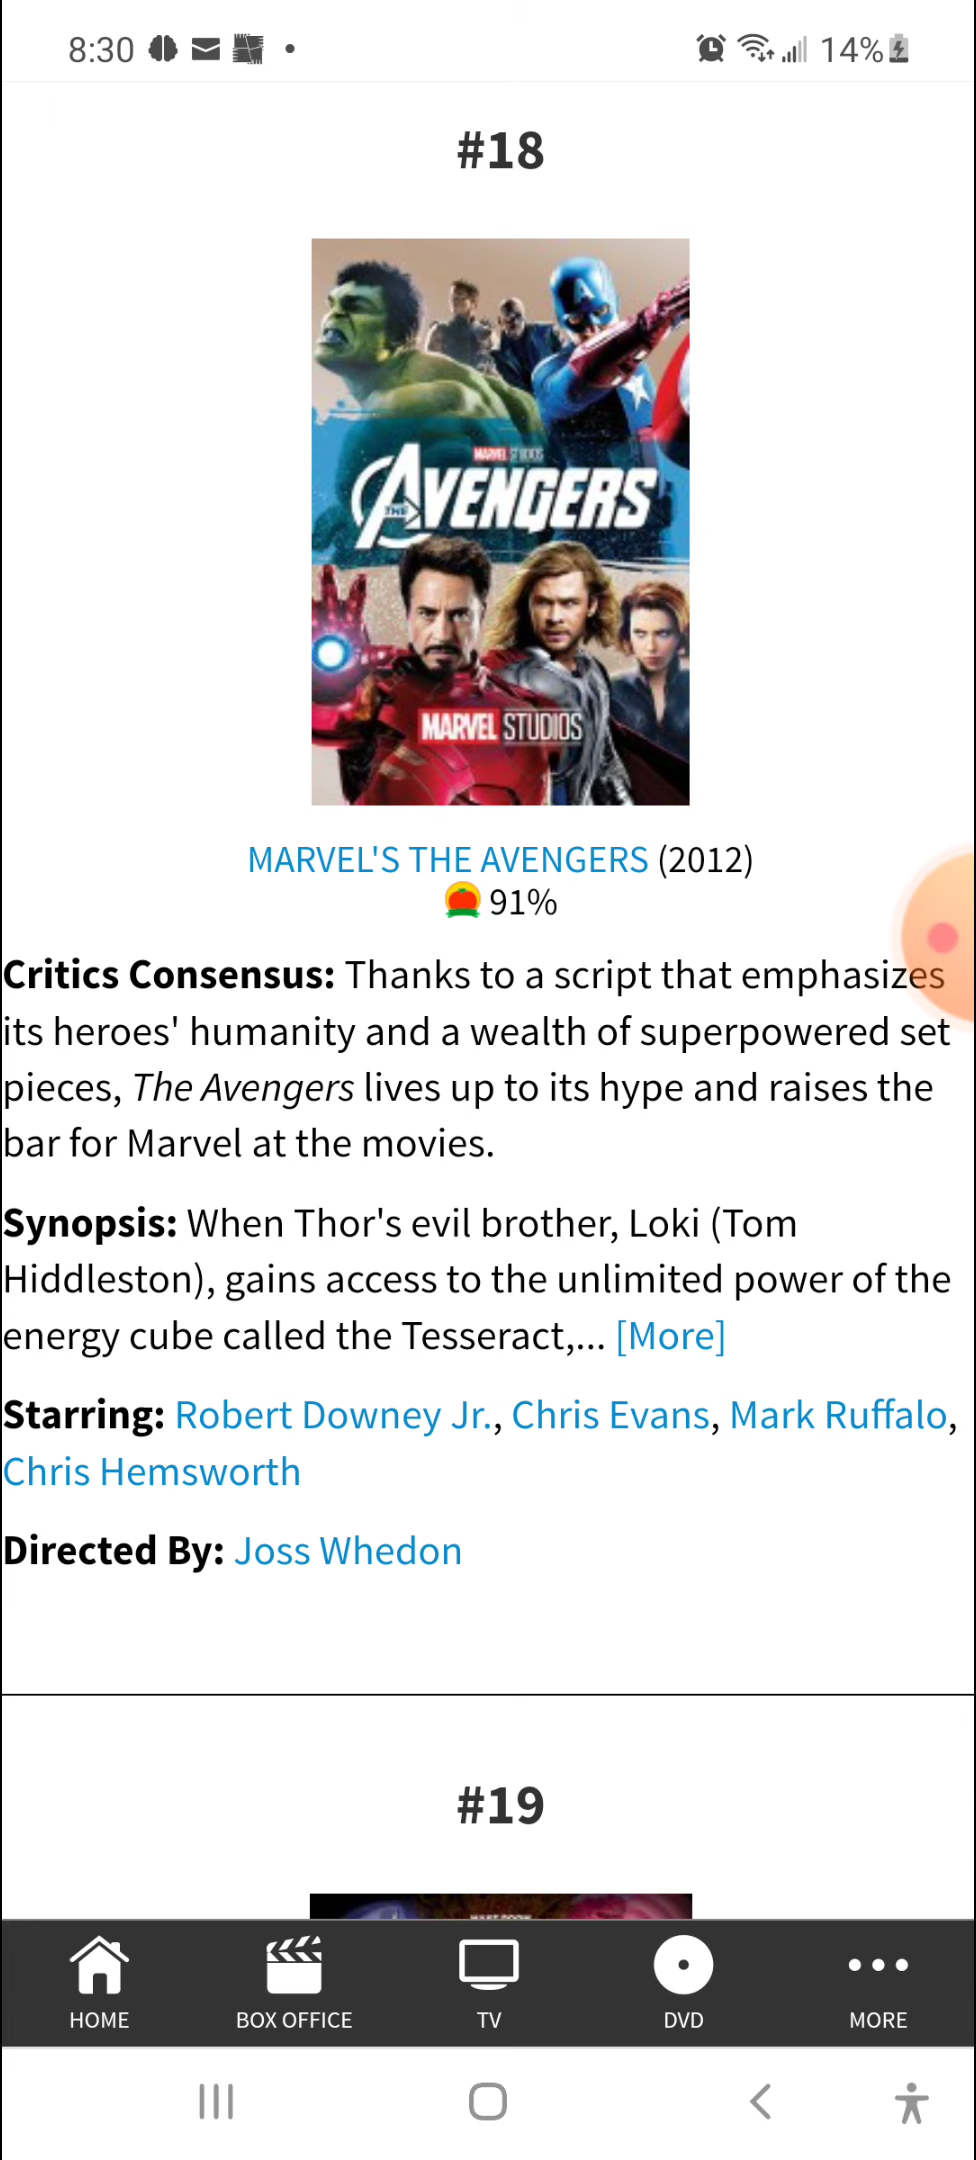 8:30
14%
#18
MARVEL STUDIOS
THE AVENGERS
MARVEL STUDIOS
MARVEL'S THE AVENGERS (2012)
91%
Critics Consensus: Thanks to a script that emphasizes
its heroes' humanity and a wealth of superpowered set
pieces, The Avengers lives up to its hype and raises the
bar for Marvel at the movies.
Synopsis: When Thor's evil brother, Loki (Tom
Hiddleston), gains access to the unlimited power of the
energy cube called the Tesseract,... [More]
Starring: Robert Downey Jr., Chris Evans, Mark Ruffalo,
Chris Hemsworth
Directed By: Joss Whedon
#19
HOME BOX OFFICE TV DVD MORE